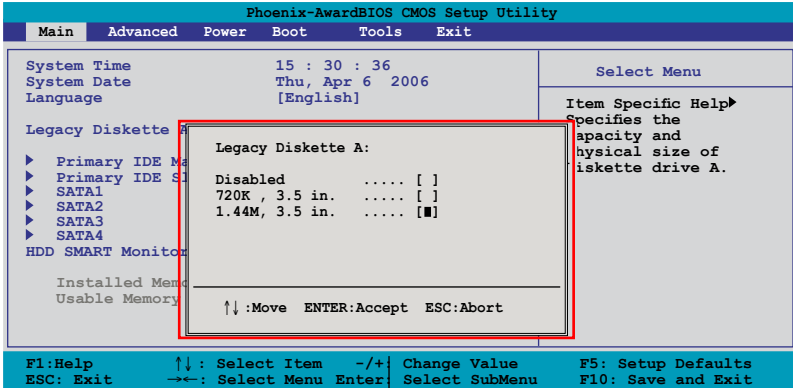 Phoenix-AwardBIOS CMOS Setup Utility
Main Advanced Power Boot Tools Exit
System Time 15 : 30 : 36
System Date Thu, Apr 6 2006
Language [English]
Legacy Diskette A
Primary IDE Ma
Primary IDE Sl
SATA1
SATA2
SATA3
SATA4
HDD SMART Monitor
Installed Memo
Usable Memory
Legacy Diskette A:
Disabled ..... [ ]
720K , 3.5 in. ..... [ ]
1.44M, 3.5 in. ..... [∎]
↑↓ :Move ENTER:Accept ESC:Abort
Select Menu
Item Specific Help▶
Specifies the
capacity and
physical size of
diskette drive A.
F1:Help ↑↓ : Select Item -/+: Change Value F5: Setup Defaults
ESC: Exit →←: Select Menu Enter: Select SubMenu F10: Save and Exit